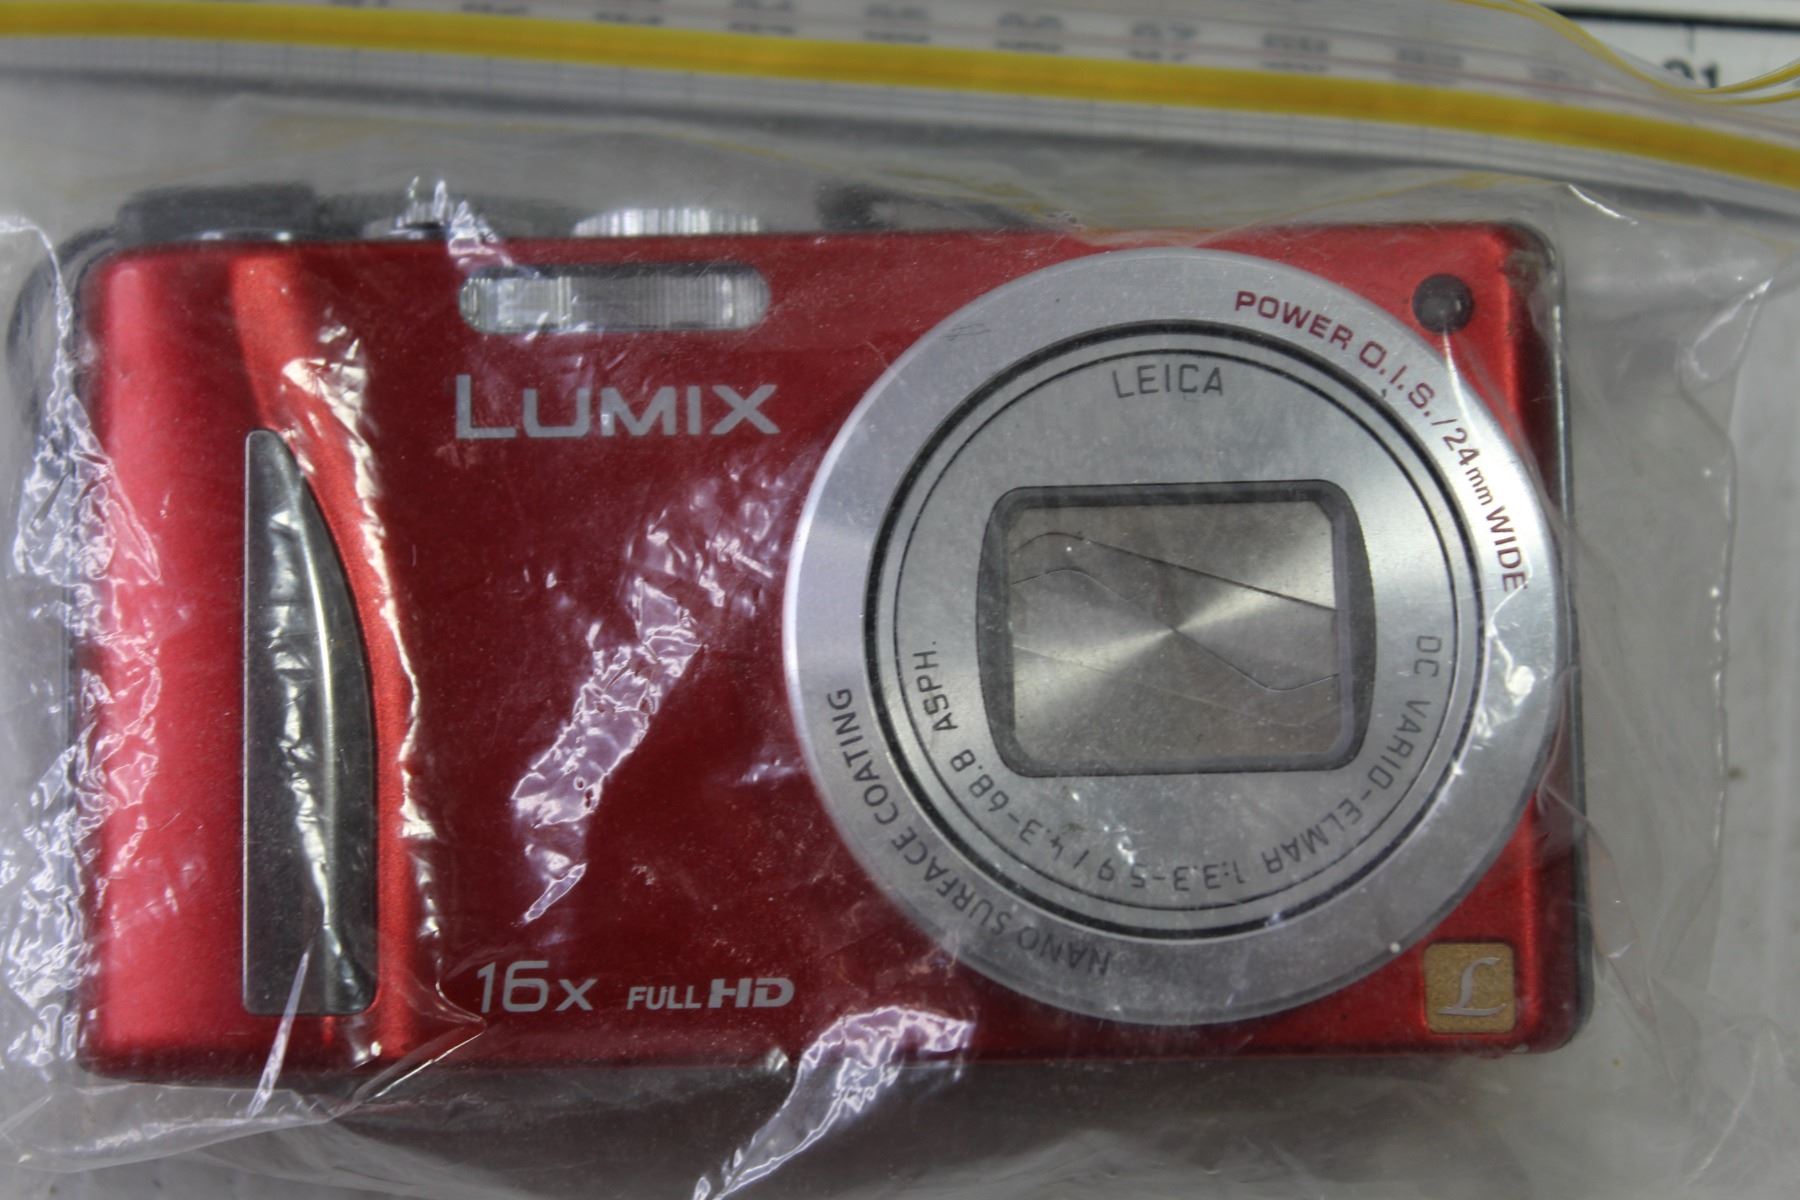 LUMIX
POWER O.I.S./24mm WIDE
LEICA
DC VARIO-ELMAR 1:3.3-5.9 / 4.3-68.8 ASPH.
NANO SURFACE COATING
16x FULL HD
L